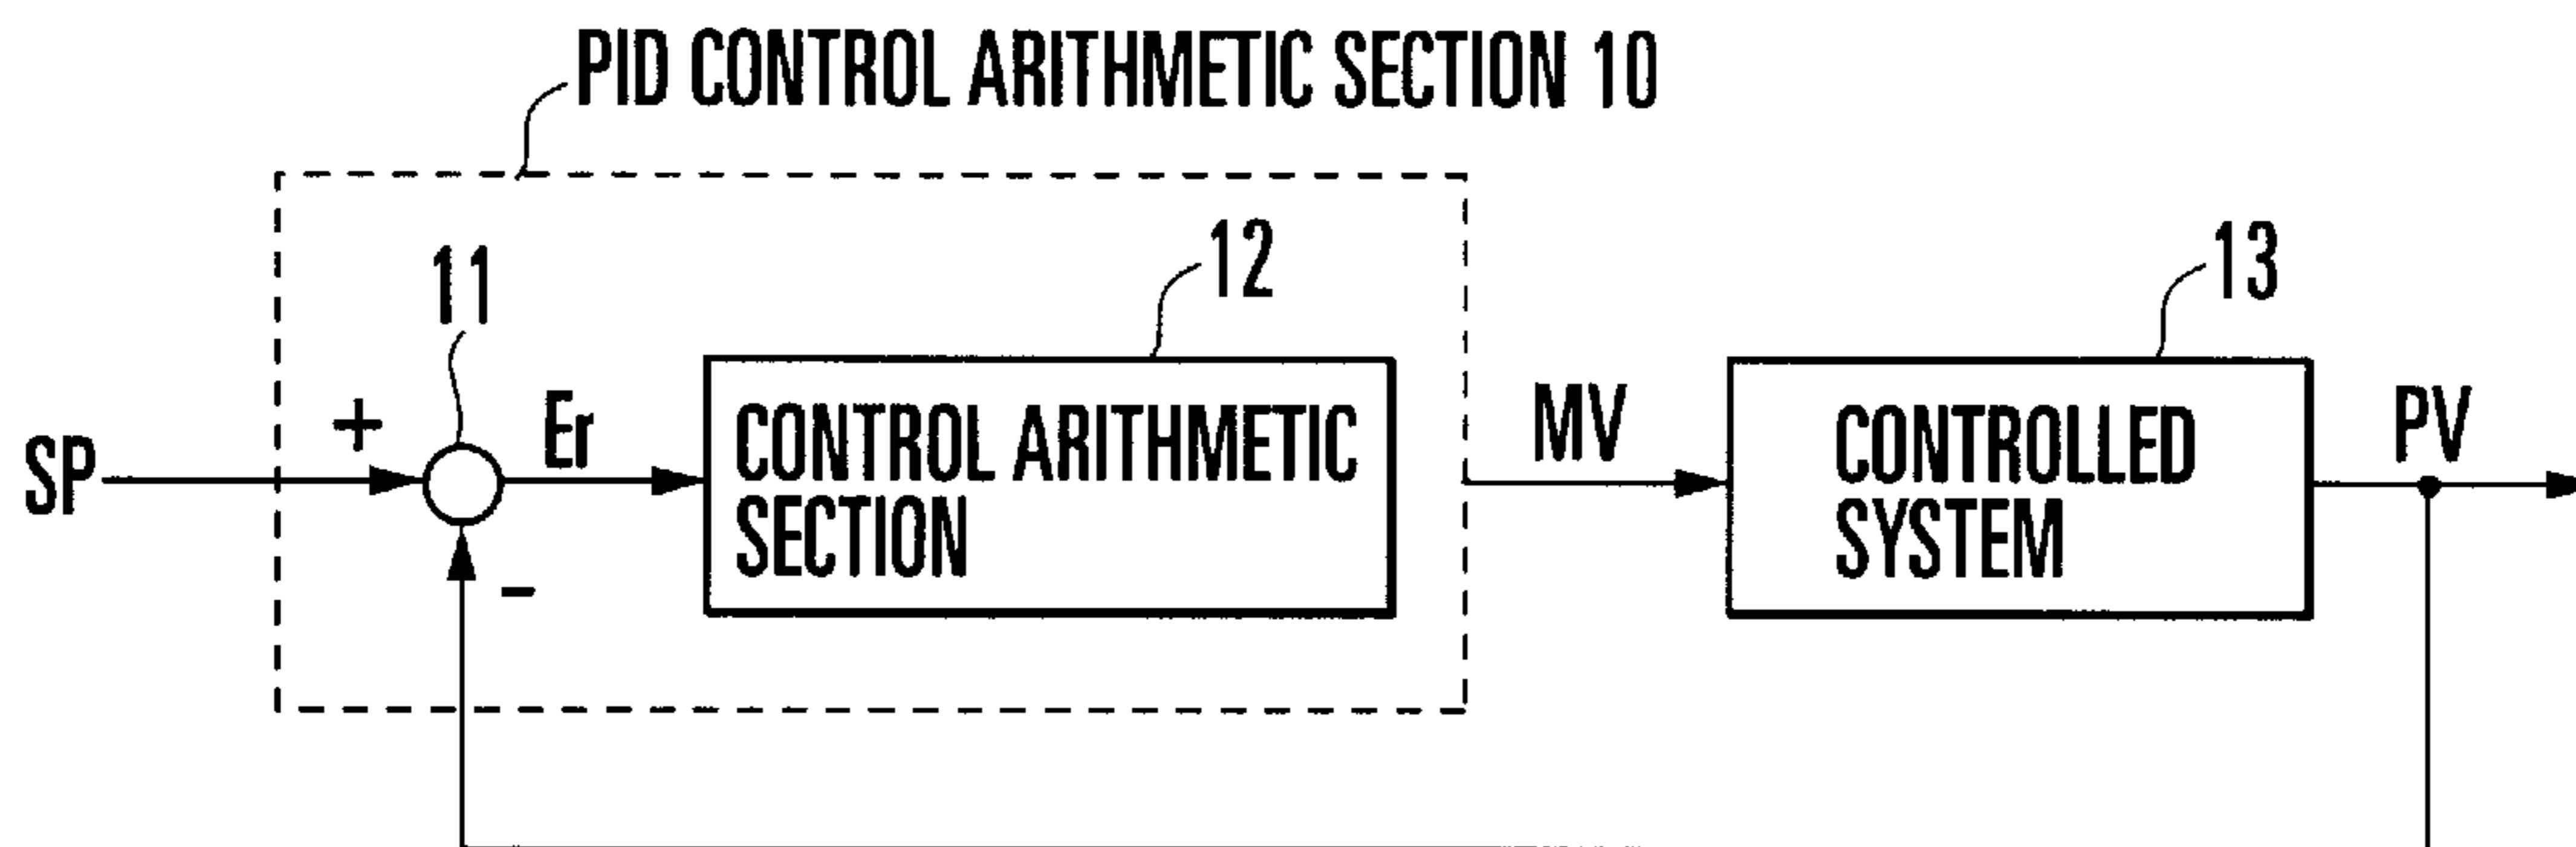 PID CONTROL ARITHMETIC SECTION 10
11
12
13
SP
+
Er
CONTROL ARITHMETIC
SECTION
MV
CONTROLLED
SYSTEM
PV
-